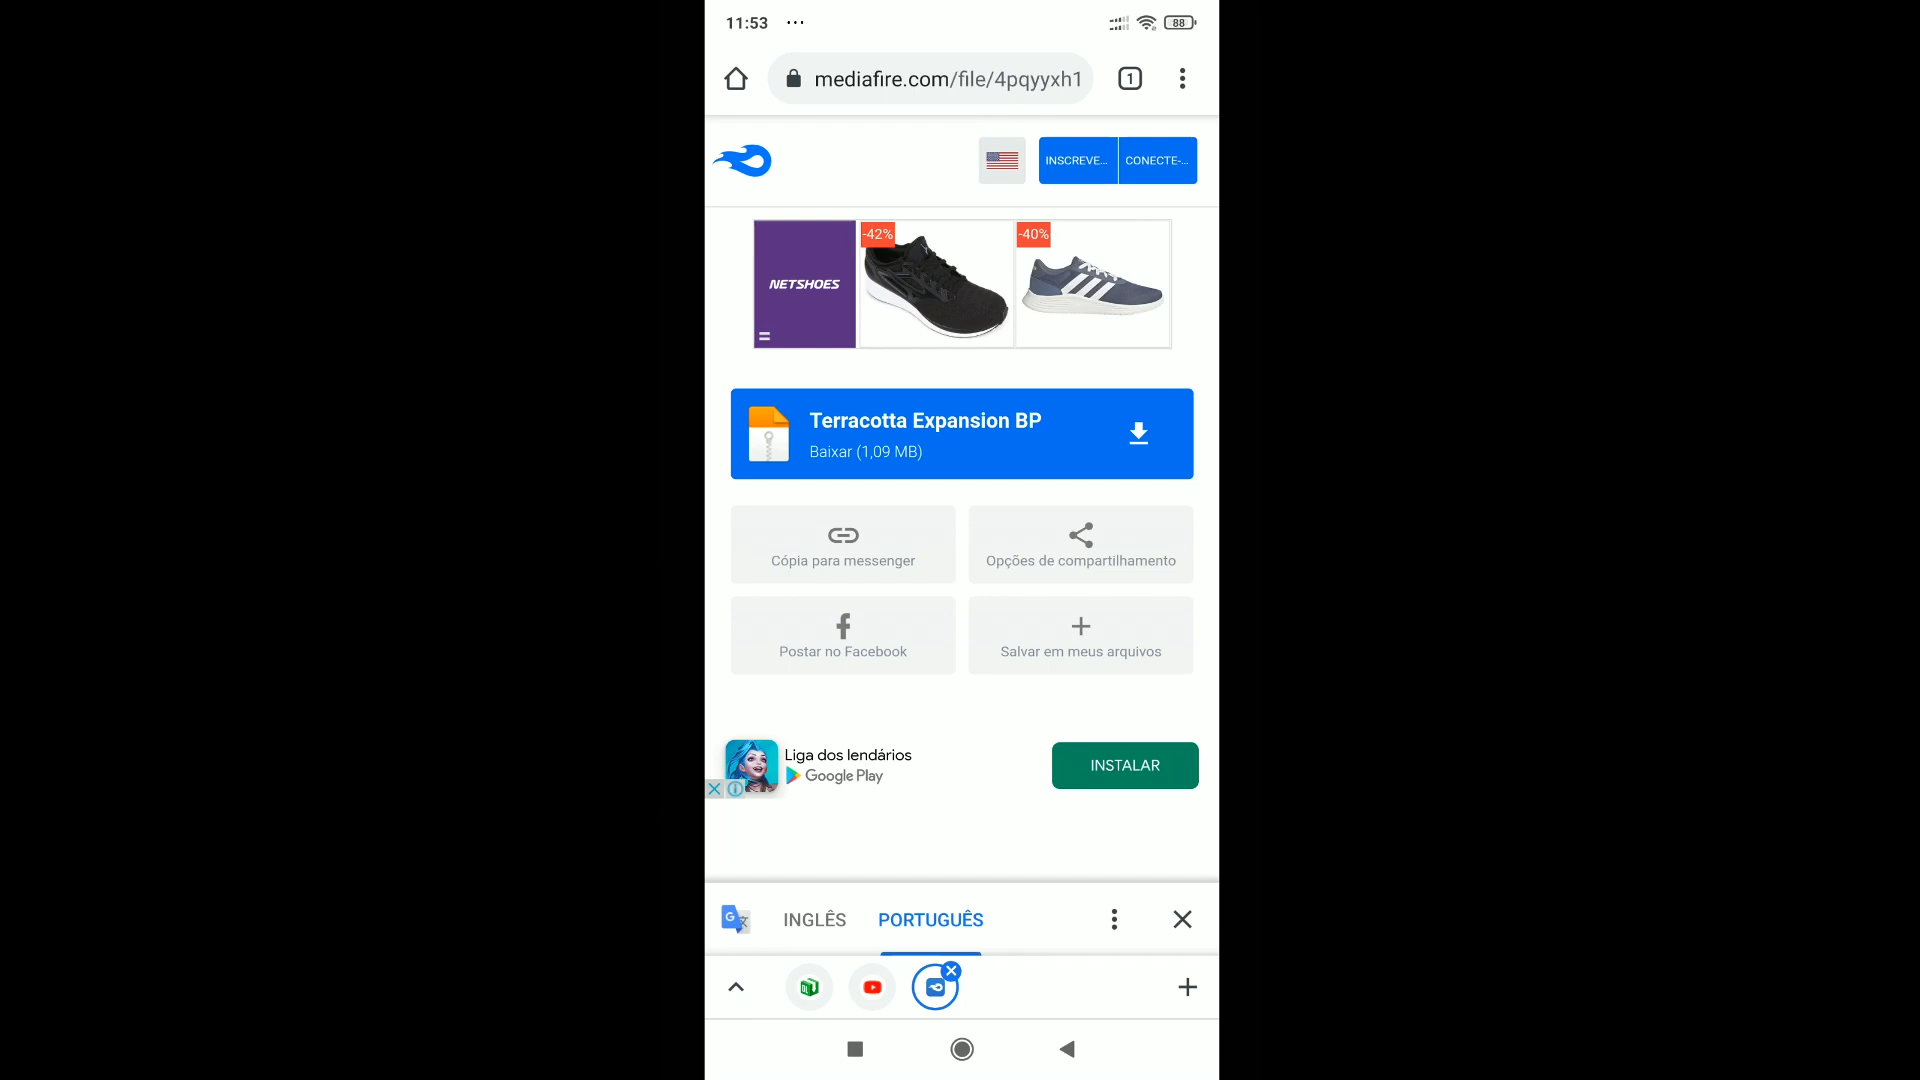 11:53 ...
88
mediafire.com/file/4pqyyxh1
1
INSCREVE...
CONECTE-...
NETSHOES
-42%
-40%
Terracotta Expansion BP
Baixar (1,09 MB)
Cópia para messenger
Opções de compartilhamento
Postar no Facebook
Salvar em meus arquivos
Liga dos lendários
Google Play
INSTALAR
INGLÊS
PORTUGUÊS